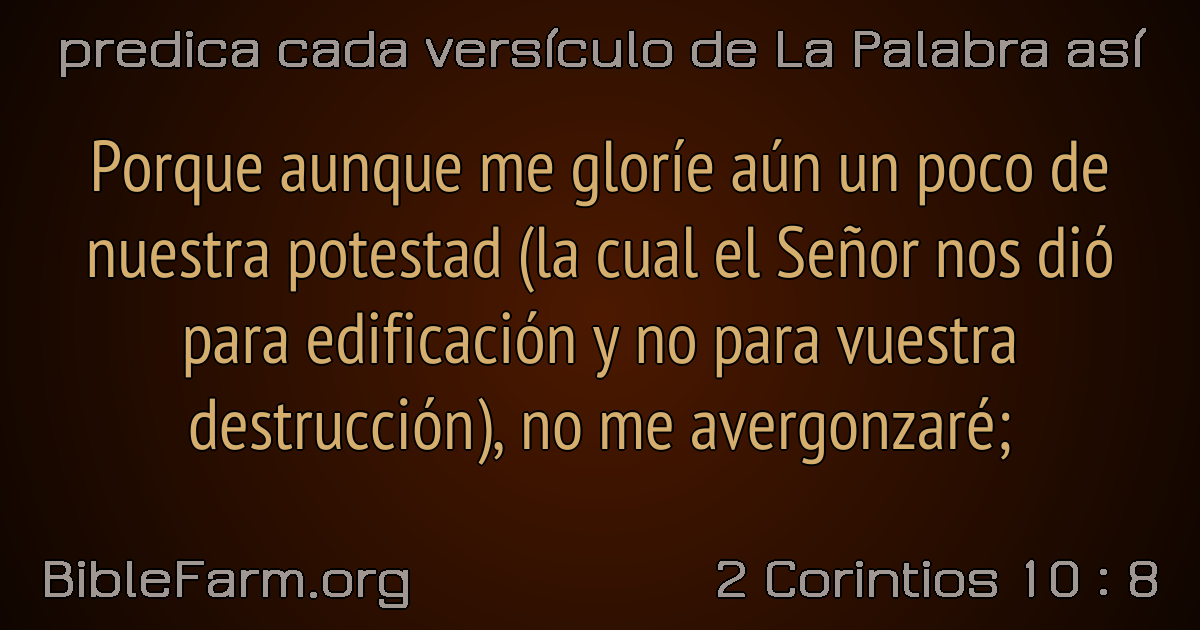 predica cada versículo de La Palabra así
Porque aunque me gloríe aún un poco de
nuestra potestad (la cual el Señor nos dió
para edificación y no para vuestra
destrucción), no me avergonzaré;
BibleFarm.org
2 Corintios 10 : 8